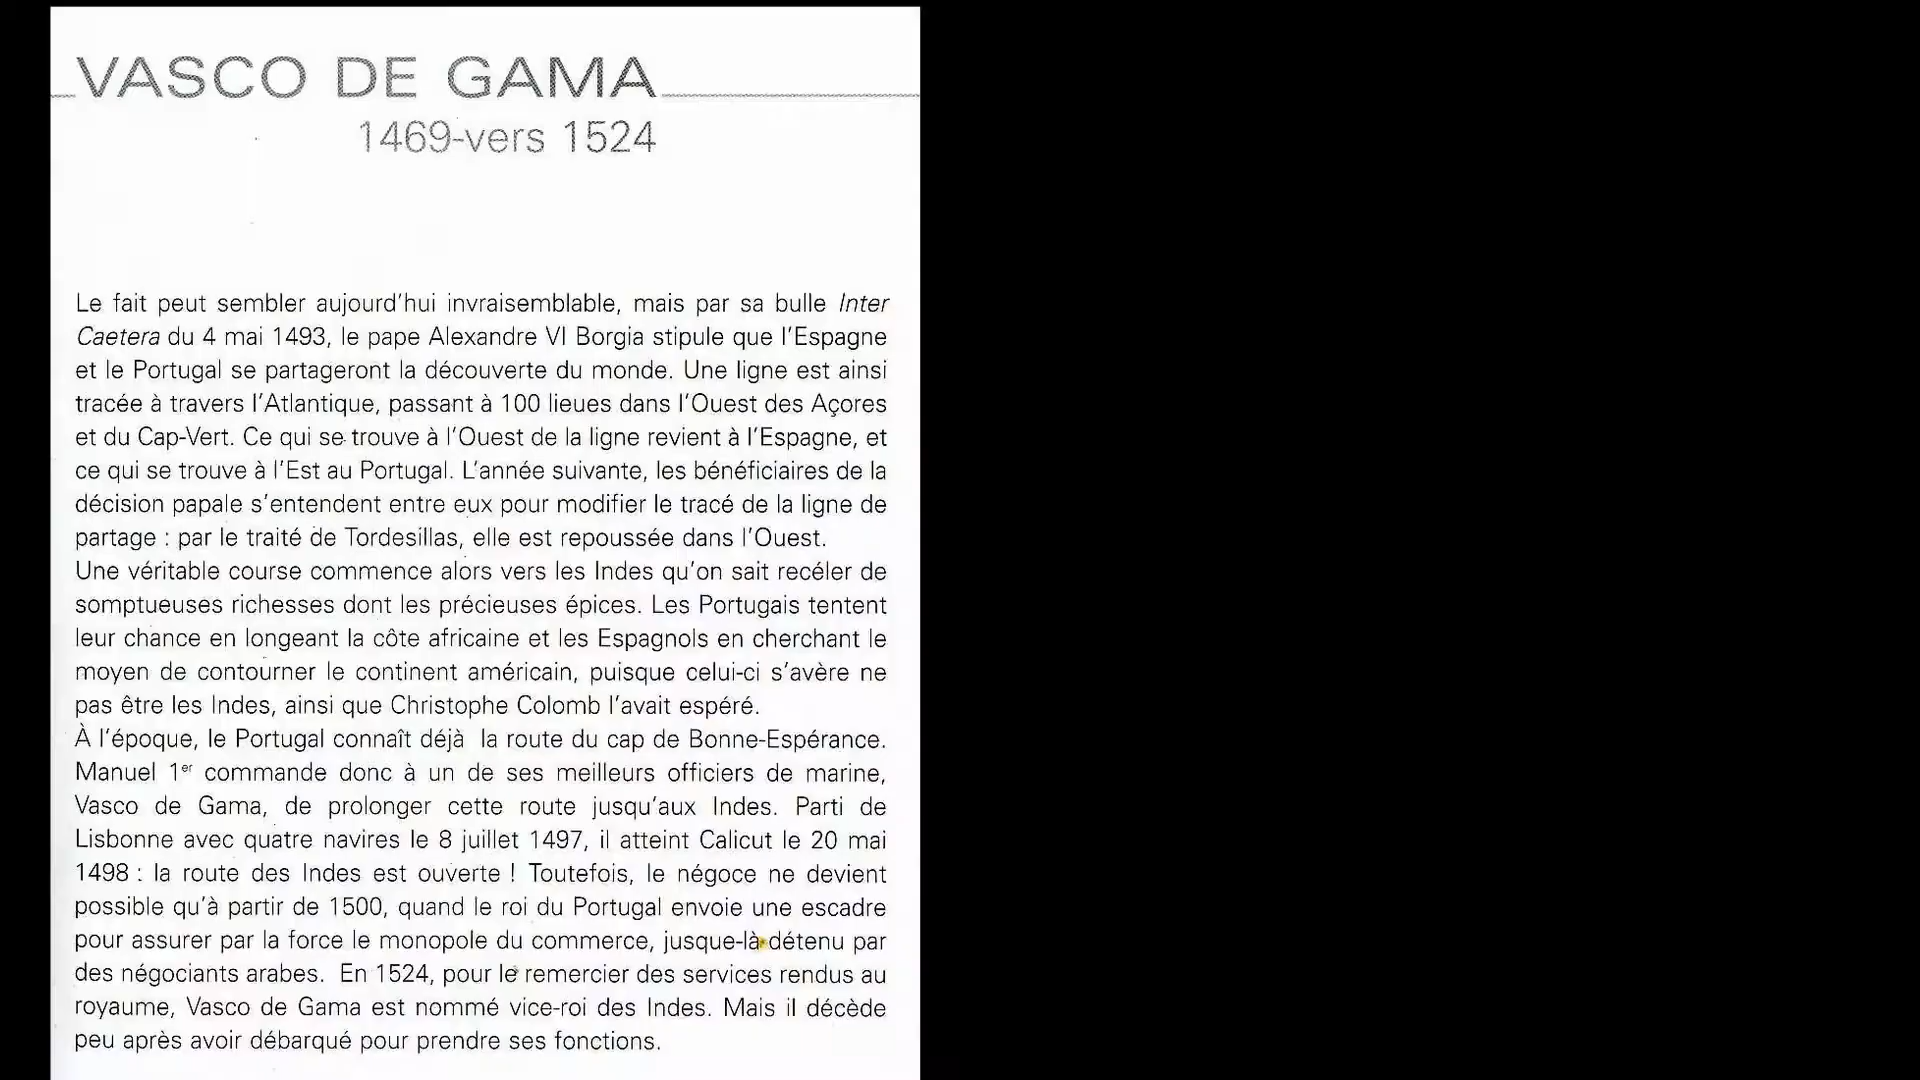 VASCO DE GAMA
1469-vers 1524
Le fait peut sembler aujourd'hui invraisemblable, mais par sa bulle Inter
Caetera du 4 mai 1493, le pape Alexandre VI Borgia stipule que l'Espagne
et le Portugal se partageront la découverte du monde. Une ligne est ainsi
tracée à travers l'Atlantique, passant à 100 lieues dans l'Ouest des Açores
et du Cap-Vert. Ce qui se trouve à l'Ouest de la ligne revient à l'Espagne, et
ce qui se trouve à l'Est au Portugal. L'année suivante, les bénéficiaires de la
décision papale s'entendent entre eux pour modifier le tracé de la ligne de
partage : par le traité de Tordesillas, elle est repoussée dans l'Ouest.
Une véritable course commence alors vers les Indes qu'on sait recéler de
somptueuses richesses dont les précieuses épices. Les Portugais tentent
leur chance en longeant la côte africaine et les Espagnols en cherchant le
moyen de contourner le continent américain, puisque celui-ci s'avère ne
pas être les Indes, ainsi que Christophe Colomb l'avait espéré.
À l'époque, le Portugal connaît déjà la route du cap de Bonne-Espérance.
Manuel 1er commande donc à un de ses meilleurs officiers de marine,
Vasco de Gama, de prolonger cette route jusqu'aux Indes. Parti de
Lisbonne avec quatre navires le 8 juillet 1497, il atteint Calicut le 20 mai
1498 : la route des Indes est ouverte ! Toutefois, le négoce ne devient
possible qu'à partir de 1500, quand le roi du Portugal envoie une escadre
pour assurer par la force le monopole du commerce, jusque-là détenu par
des négociants arabes. En 1524, pour le remercier des services rendus au
royaume, Vasco de Gama est nommé vice-roi des Indes. Mais il décède
peu après avoir débarqué pour prendre ses fonctions.